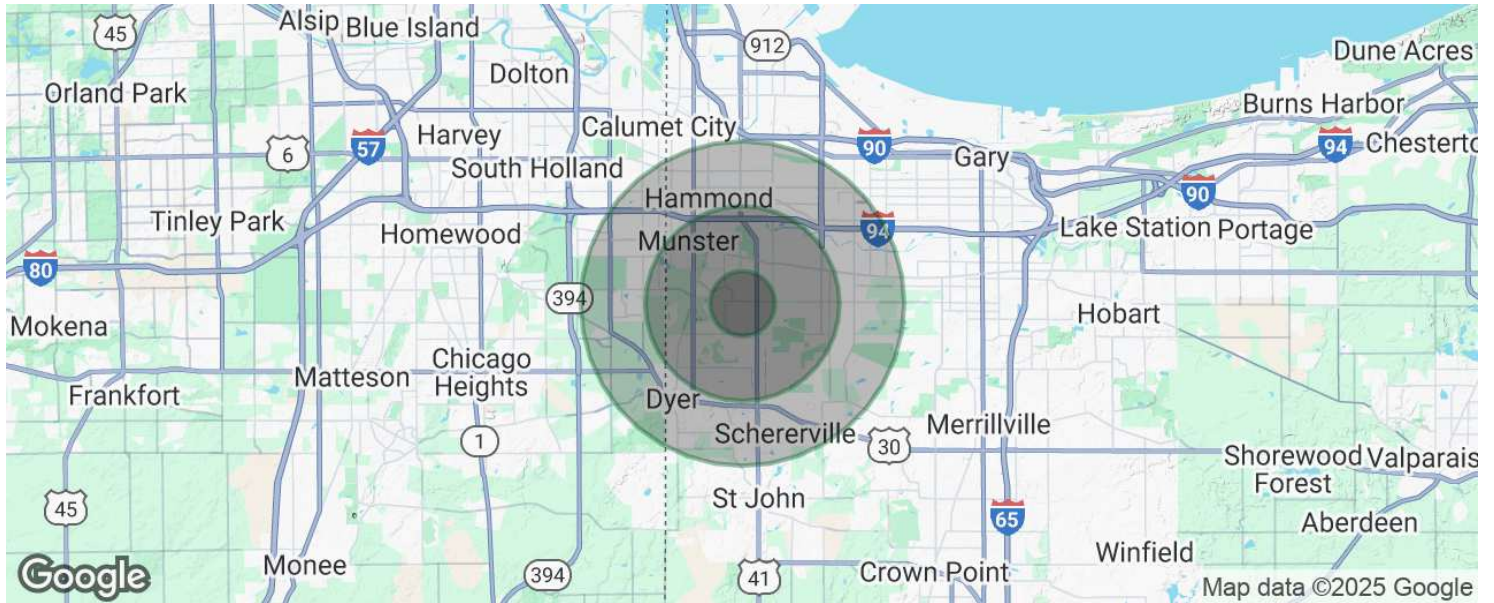 Alsip
Blue Island
45
912
Dune Acres
Dolton
Orland Park
Burns Harbor
Calumet City
Harvey
57
6
90
94
Chesterto
Gary
South Holland
90
Hammond
Tinley Park
Homewood
Munster
94
Lake Station
Portage
80
394
Mokena
Hobart
Chicago
Heights
Matteson
Frankfort
Dyer
Schererville
Merrillville
1
30
Shorewood
Forest
Valparais
45
St John
65
Aberdeen
Winfield
Monee
394
41
Crown Point
Google
Map data ©2025 Google